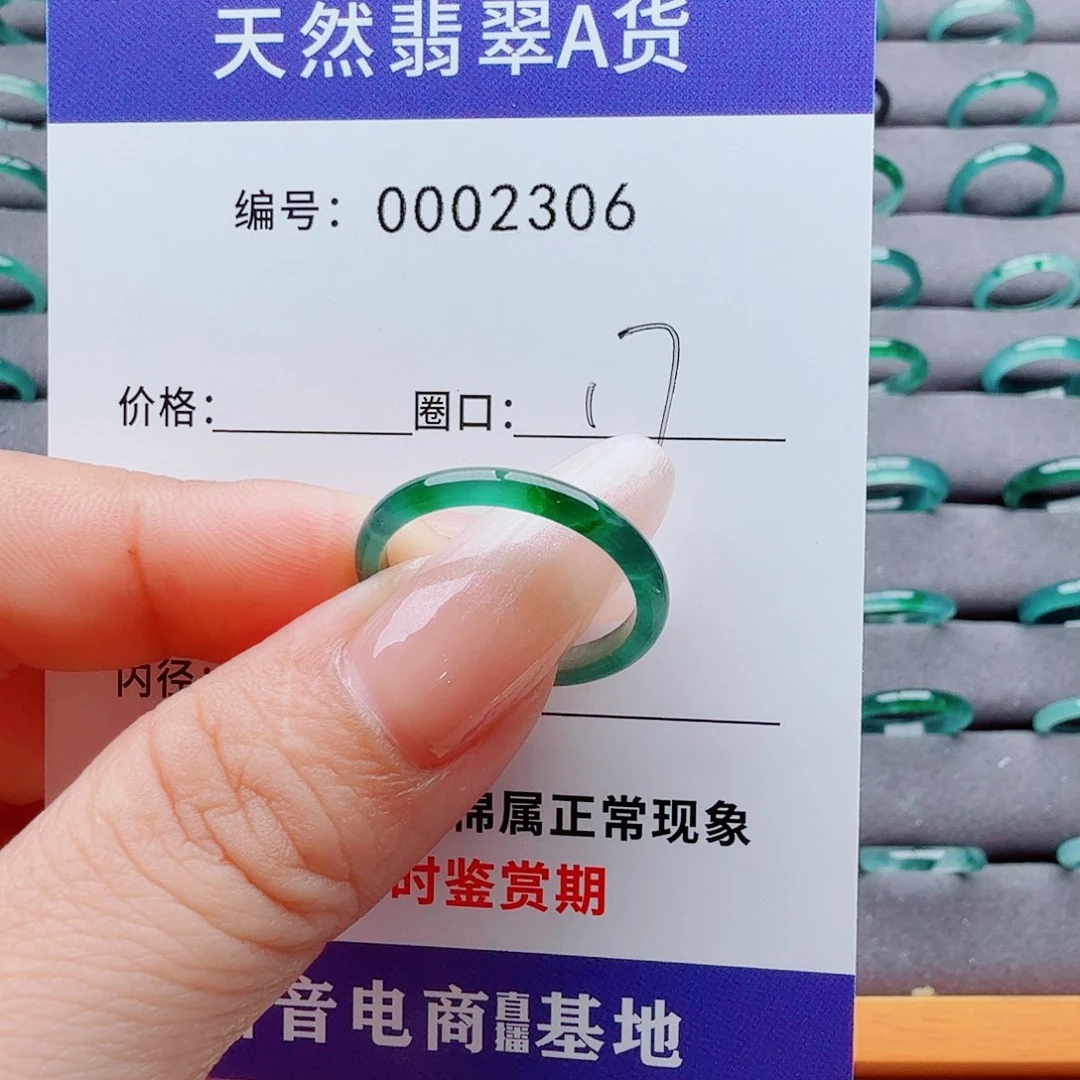 天然翡翠A货
编号：0002306
价格：
圈口：17
内径：
棉属正常现象
时鉴赏期
音电商直播基地